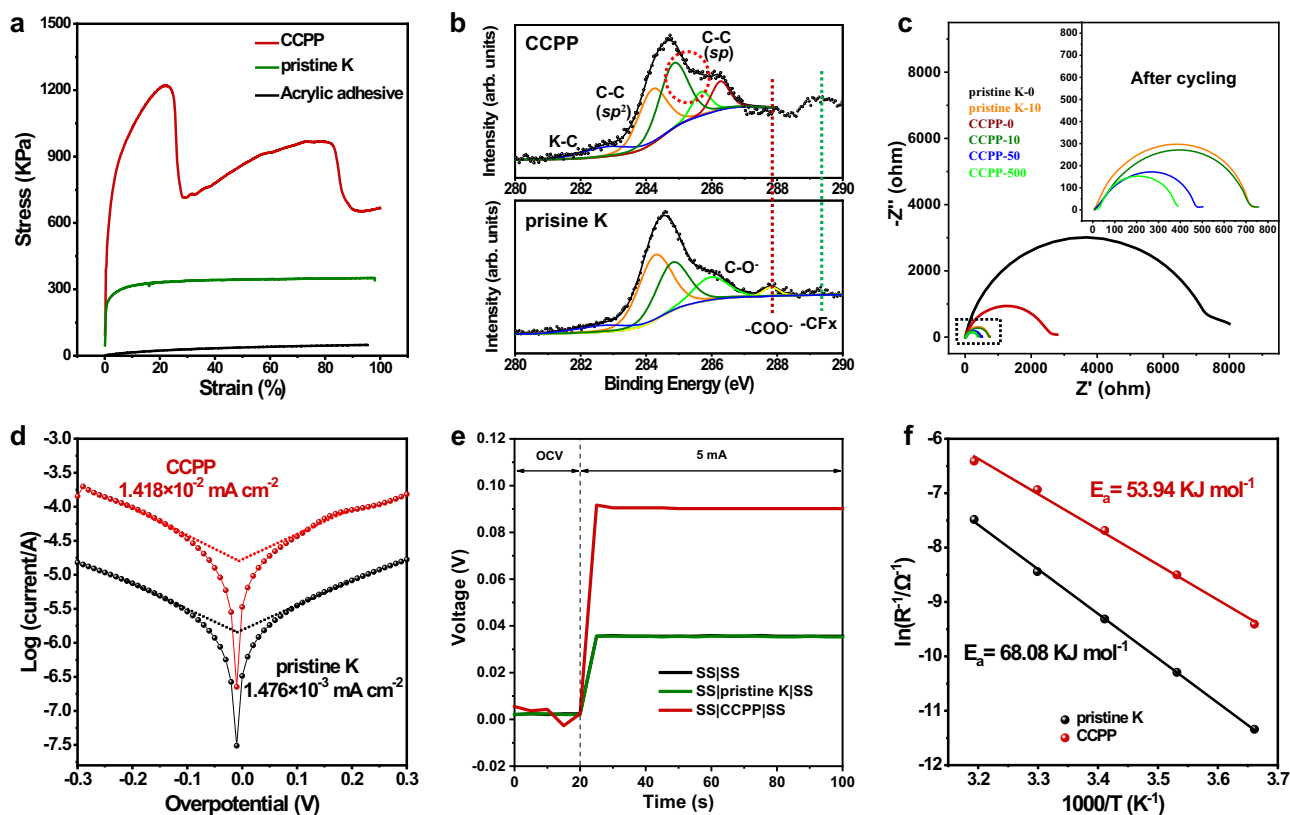 a
1500
1200
900
600
300
0
Stress (KPa)
CCPP
pristine K
Acrylic adhesive
0 20 40 60 80 100
Strain (%)
b
CCPP
C-C
(sp)
C-C
(sp²)
K-C
Intensity (arb. units)
280 282 284 286 288 290
prisine K
C-O⁻
-COO⁻
-CFx
Intensity (arb. units)
280 282 284 286 288 290
Binding Energy (eV)
c
8000
6000
4000
2000
0
-Z'' (ohm)
pristine K-0
pristine K-10
CCPP-0
CCPP-10
CCPP-50
CCPP-500
After cycling
800
700
600
500
400
300
200
100
0
0 100 200 300 400 500 600 700 800
0 2000 4000 6000 8000
Z' (ohm)
d
-3.0
-3.5
-4.0
-4.5
-5.0
-5.5
-6.0
-6.5
-7.0
-7.5
Log (current/A)
CCPP
1.418×10⁻² mA cm⁻²
pristine K
1.476×10⁻³ mA cm⁻²
-0.3 -0.2 -0.1 0.0 0.1 0.2 0.3
Overpotential (V)
e
0.12
0.10
0.08
0.06
0.04
0.02
0.00
-0.02
Voltage (V)
OCV
5 mA
SS|SS
SS|pristine K|SS
SS|CCPP|SS
0 20 40 60 80 100
Time (s)
f
-6
-7
-8
-9
-10
-11
-12
ln(R⁻¹/Ω⁻¹)
Eₐ= 53.94 KJ mol⁻¹
Eₐ= 68.08 KJ mol⁻¹
pristine K
CCPP
3.2 3.3 3.4 3.5 3.6 3.7
1000/T (K⁻¹)